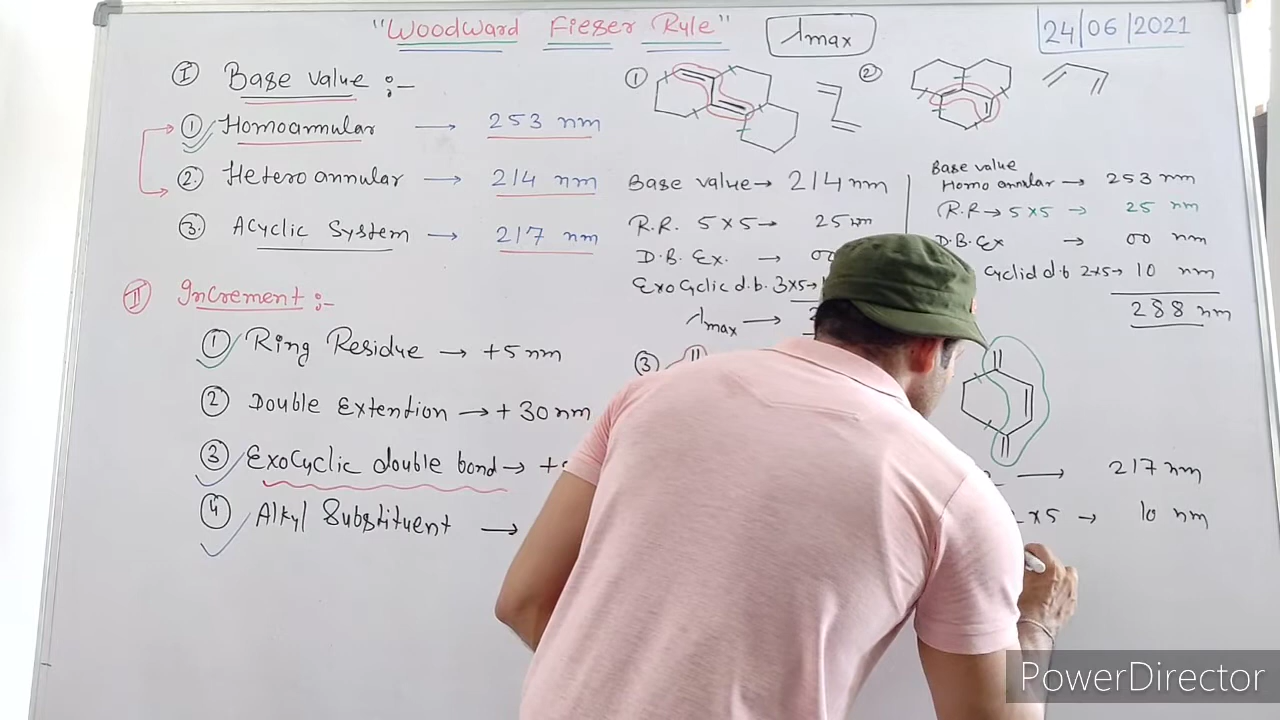 "Woodward Fieser Rule"
λmax
24/06/2021
I Base value :-
① Homoannular → 253 nm
② Heteroannular → 214 nm
③. Acyclic System → 217 nm
II Increment :-
① Ring Residue → +5 nm
② Double Extention → + 30 nm
③ Exocyclic double bond → +
④ Alkyl Substituent →
①
Base value → 214 nm
R.R. 5×5 → 25 nm
D.B. Ex. → 00
Exocyclic d.b. 3×5 →
λmax →
②
Base value
Homo annular → 253 nm
R.R → 5×5 → 25 nm
D.B. Ex → 00 nm
cyclid d.b 2×5 → 10 nm
288 nm
③
→ 217 nm
×5 → 10 nm
PowerDirector